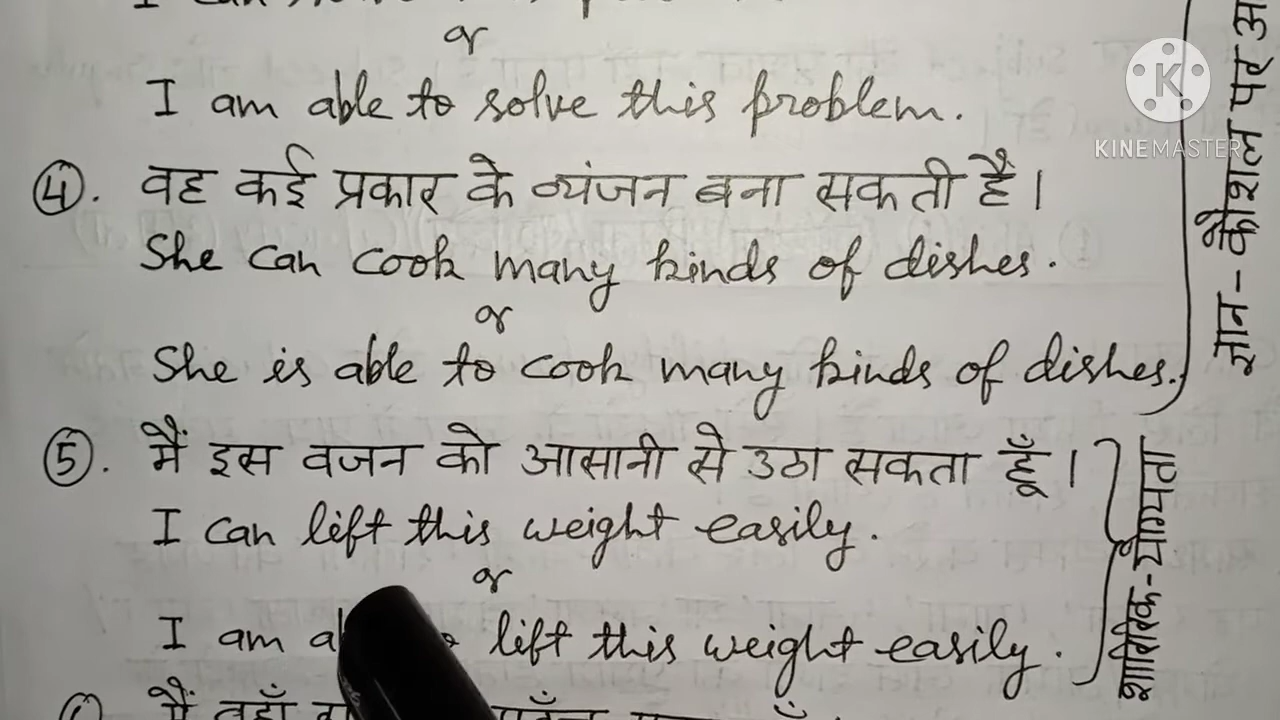 or
I am able to solve this problem.
④. वह कई प्रकार के व्यंजन बना सकती है।
She can cook many kinds of dishes.
or
She is able to cook many kinds of dishes.
⑤. मैं इस वजन को आसानी से उठा सकता हूँ।
I can lift this weight easily.
or
I am lift this weight easily.
मैं वहाँ
ज्ञान-कौशल पर
शारीरिक-योग्यता
K
KINEMASTER